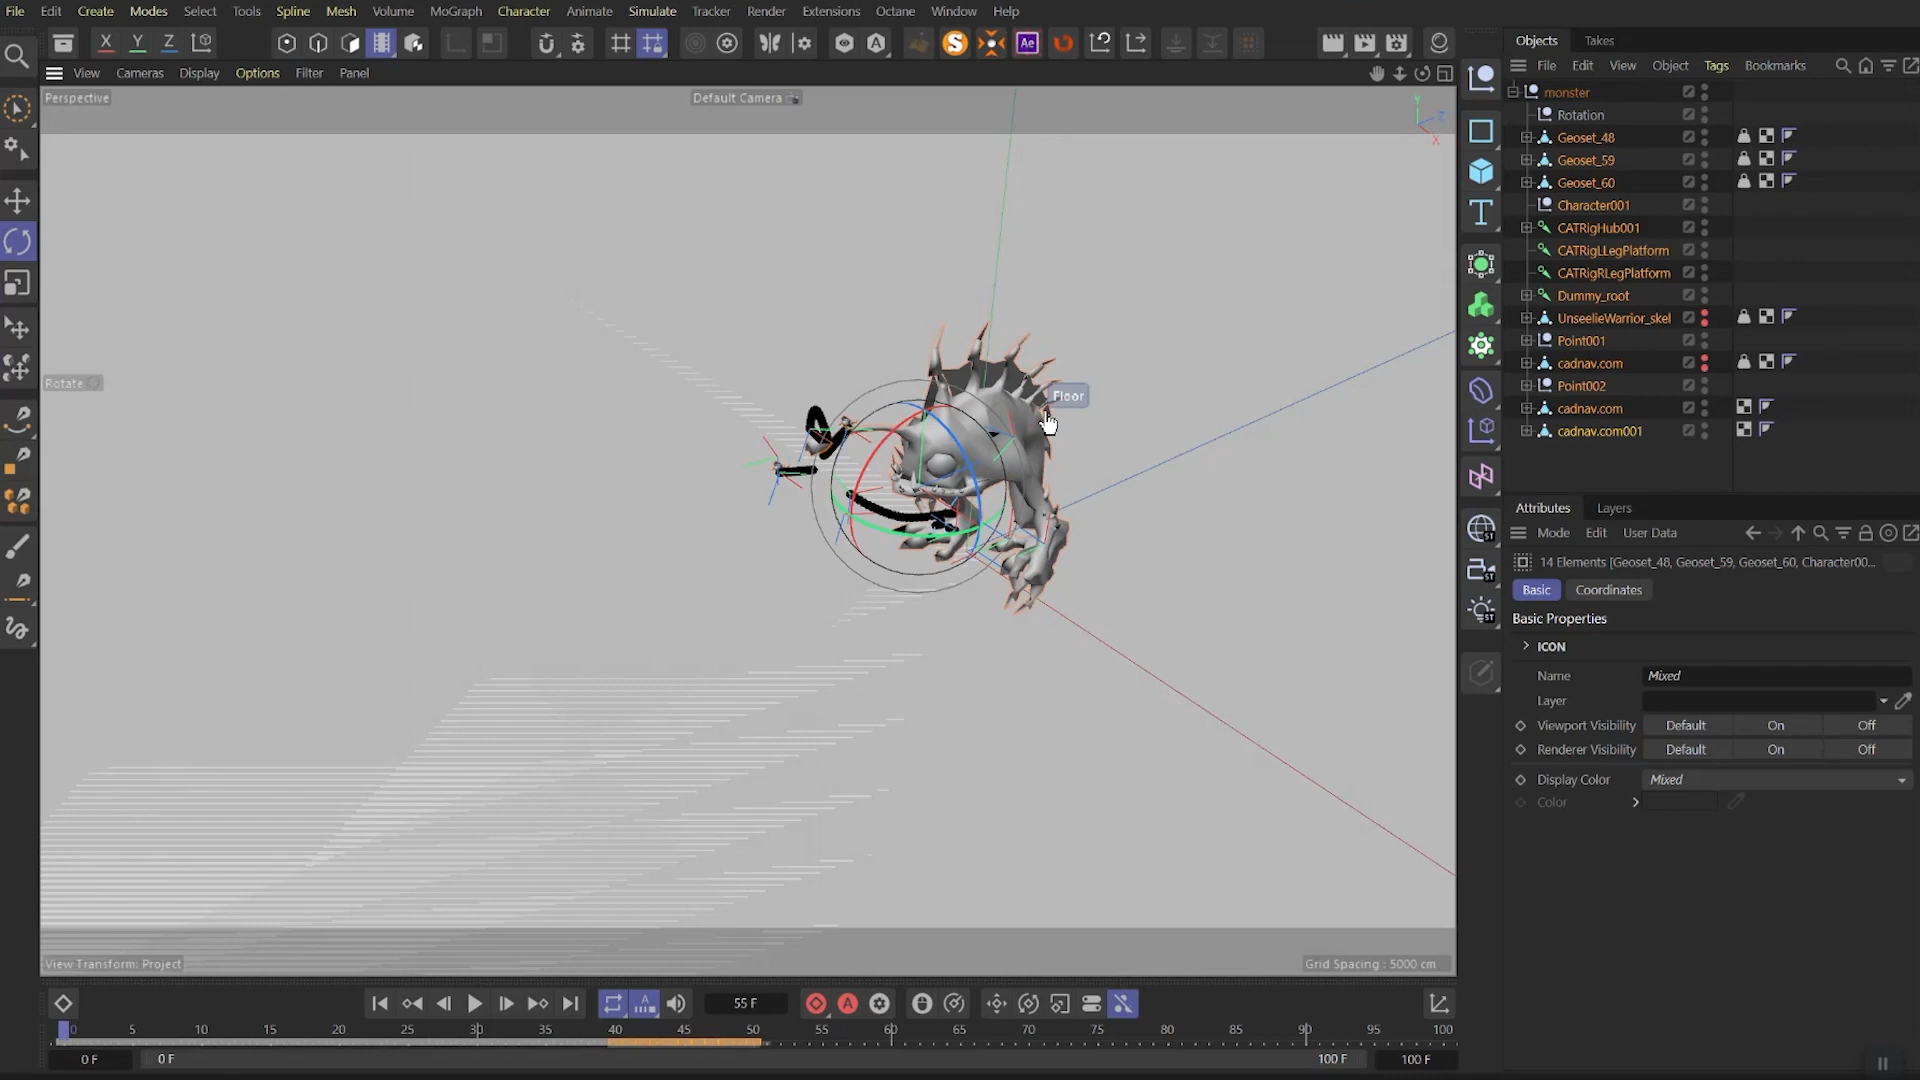 File Edit Create Modes Select Tools Spline Mesh Volume MoGraph Character Animate Simulate Tracker Render Extensions Octane Window Help
X Y Z
A S Ae
View Cameras Display Options Filter Panel
Perspective
Default Camera
Y
Z
X
Rotate
Floor
View Transform: Project
Grid Spacing : 5000 cm
T
ST
ST
ST
Objects Takes
File Edit View Object Tags Bookmarks
monster
Rotation
Geoset_48
Geoset_59
Geoset_60
Character001
CATRigHub001
CATRigLLegPlatform
CATRigRLegPlatform
Dummy_root
UnseelieWarrior_skel
Point001
cadnav.com
Point002
cadnav.com
cadnav.com001
Attributes Layers
Mode Edit User Data
14 Elements [Geoset_48, Geoset_59, Geoset_60, Character00...
Basic Coordinates
Basic Properties
ICON
Name Mixed
Layer
Viewport Visibility Default On Off
Renderer Visibility Default On Off
Display Color Mixed
Color
A 55 F A
0 5 10 15 20 25 30 35 40 45 50 55 60 65 70 75 80 85 90 95 100
0 F 0 F 100 F 100 F